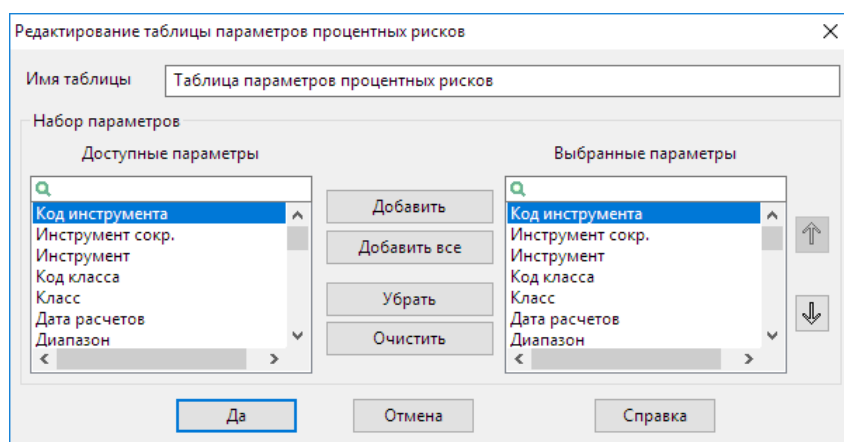 Редактирование таблицы параметров процентных рисков
Имя таблицы
Таблица параметров процентных рисков
Набор параметров
Доступные параметры
Код инструмента
Инструмент сокр.
Инструмент
Код класса
Класс
Дата расчетов
Диапазон
Добавить
Добавить все
Убрать
Очистить
Выбранные параметры
Код инструмента
Инструмент сокр.
Инструмент
Код класса
Класс
Дата расчетов
Диапазон
Да
Отмена
Справка